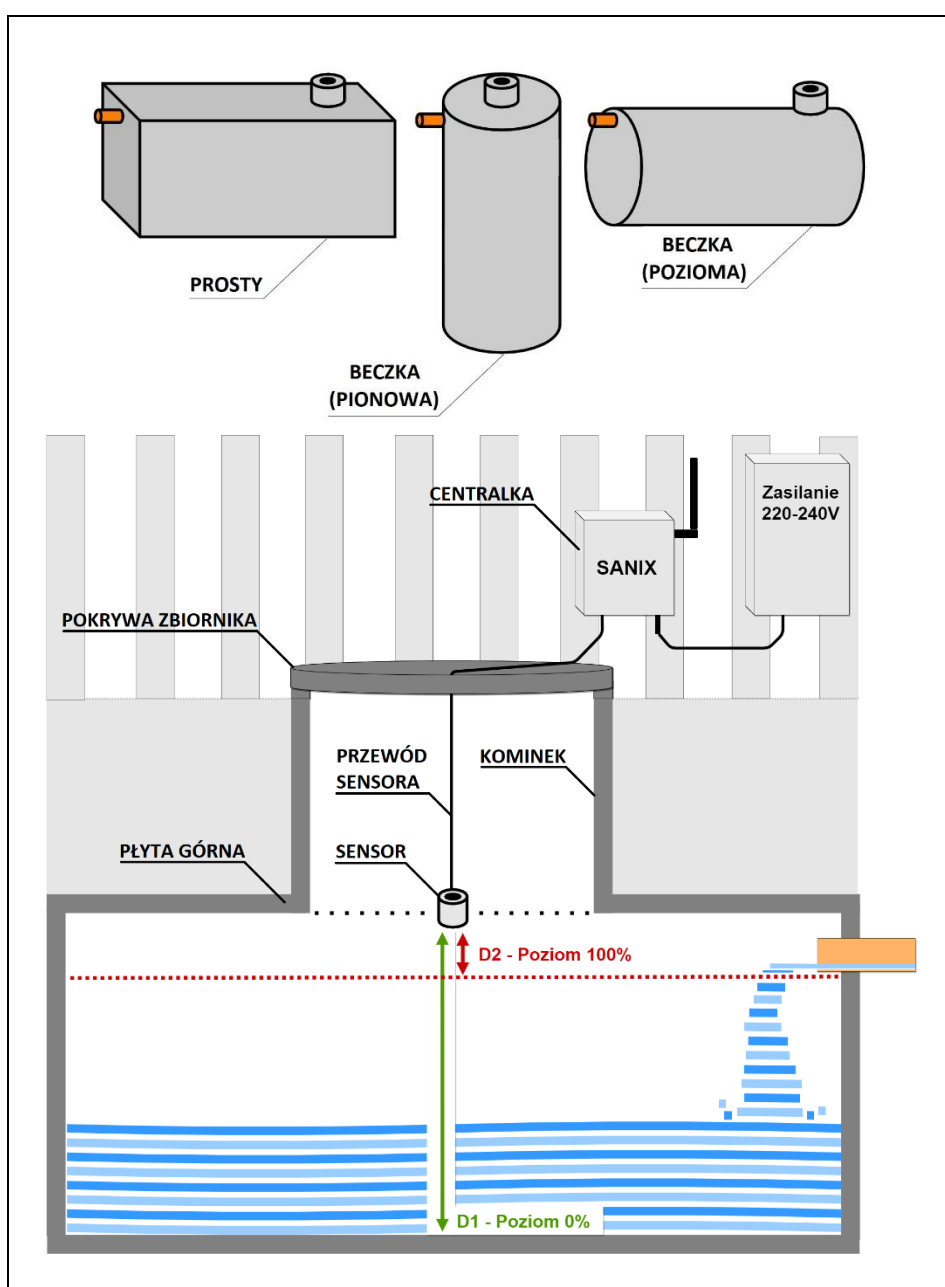 PROSTY
BECZKA
(PIONOWA)
BECZKA
(POZIOMA)
CENTRALKA
Zasilanie
220-240V
SANIX
POKRYWA ZBIORNIKA
PRZEWÓD
SENSORA
KOMINEK
PŁYTA GÓRNA
SENSOR
D2 - Poziom 100%
D1 - Poziom 0%